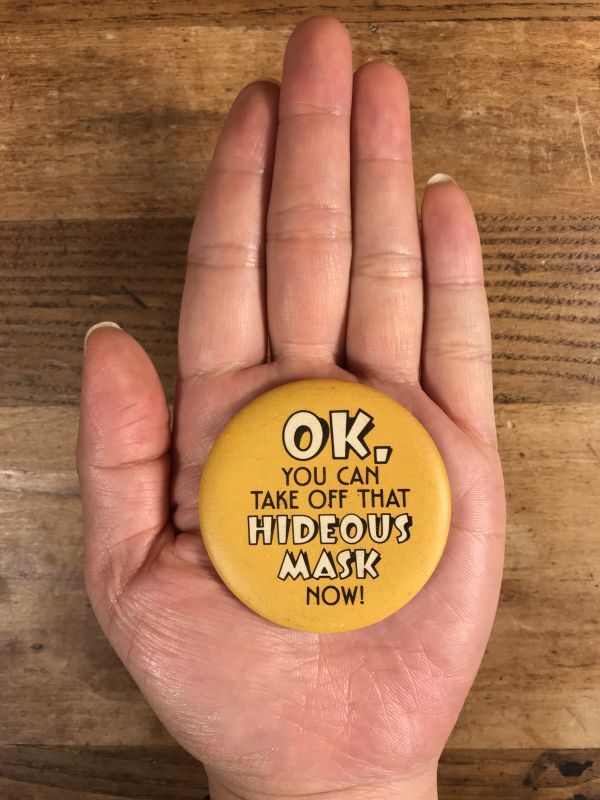 OK,
YOU CAN
TAKE OFF THAT
HIDEOUS
MASK
NOW!